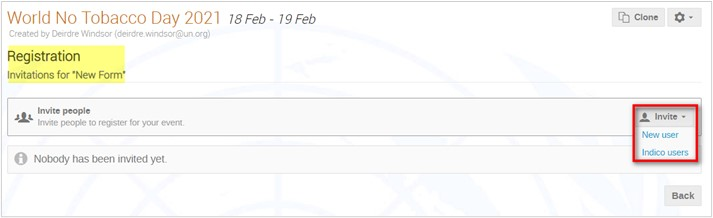 World No Tobacco Day 2021 18 Feb - 19 Feb
Clone
Created by Deirdre Windsor (deirdre.windsor@un.org)
Registration
Invitations for "New Form"
Invite people
Invite people to register for your event.
Invite
New user
Indico users
Nobody has been invited yet.
Back